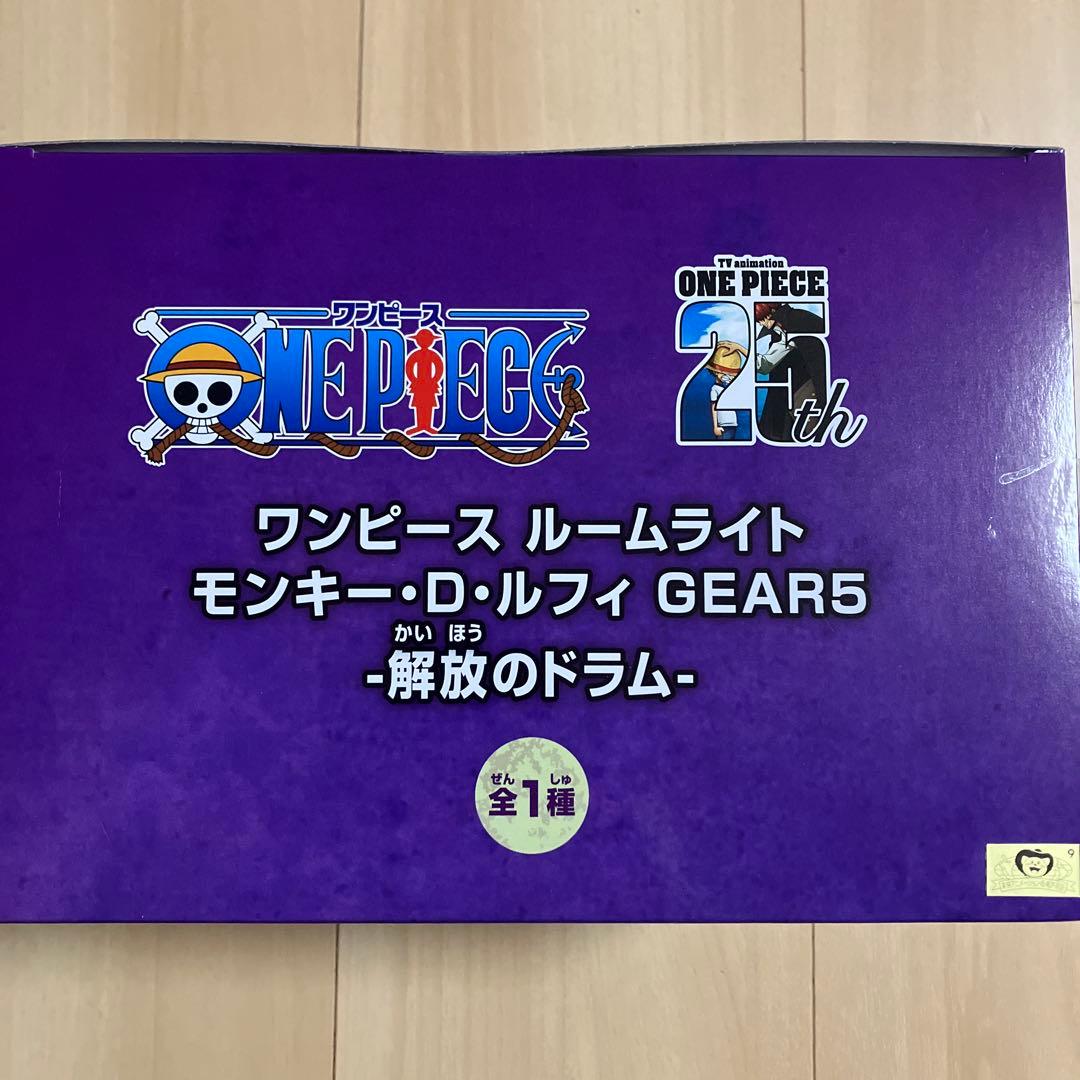 ワンピース
ONE PIECE
TV animation
ONE PIECE
25th
ワンピース ルームライト
モンキー・D・ルフィ GEAR5
かい ほう
-解放のドラム-
ぜん しゅ
全1種
9